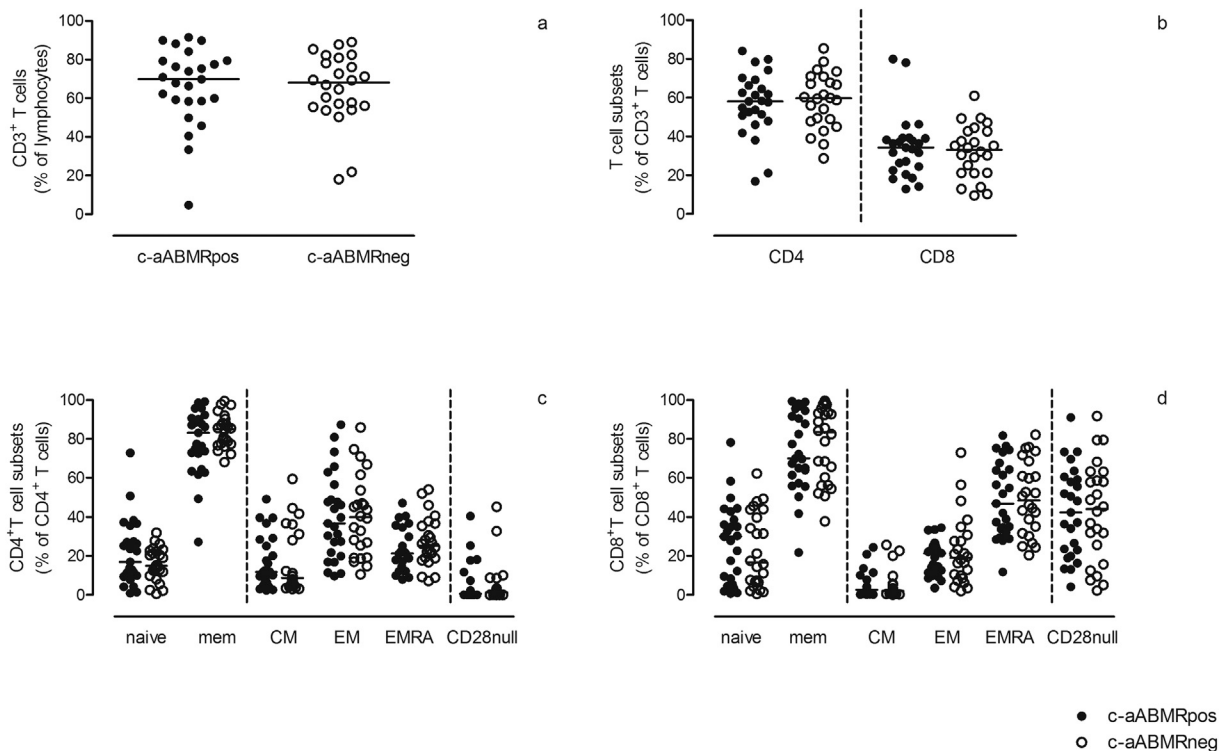 a
CD3⁺ T cells
(% of lymphocytes)
100
80
60
40
20
0
c-aABMRpos c-aABMRneg
b
T cell subsets
(% of CD3⁺ T cells)
100
80
60
40
20
0
CD4 CD8
c
CD4⁺T cell subsets
(% of CD4⁺ T cells)
100
80
60
40
20
0
naive mem CM EM EMRA CD28null
d
CD8⁺T cell subsets
(% of CD8⁺ T cells)
100
80
60
40
20
0
naive mem CM EM EMRA CD28null
c-aABMRpos
c-aABMRneg